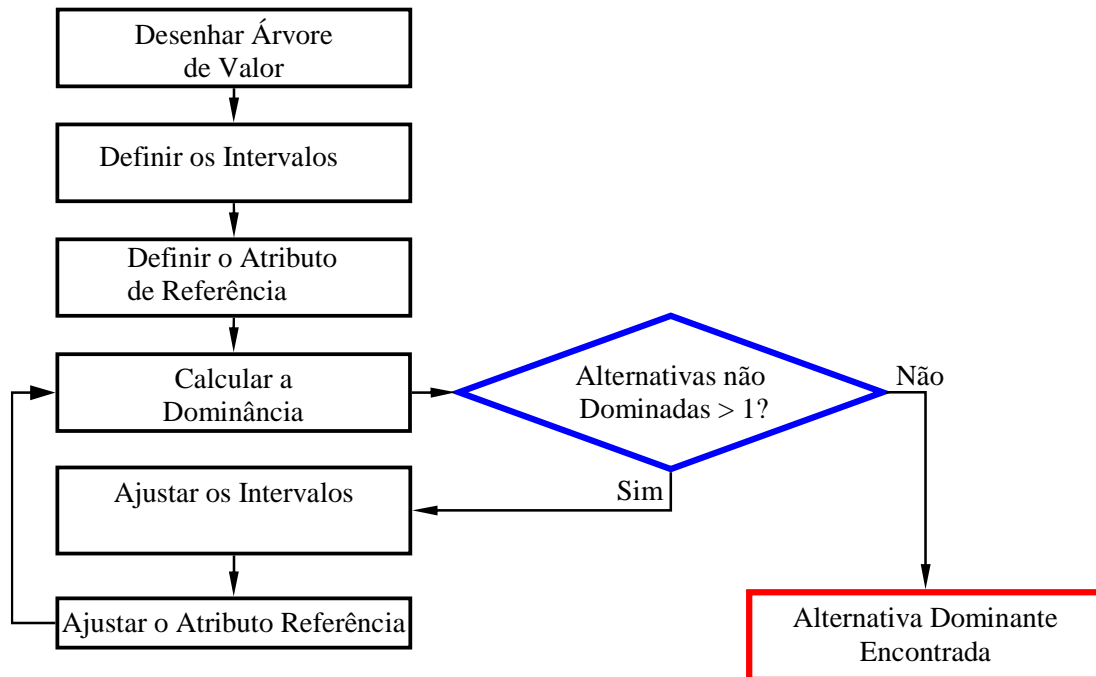 Desenhar Árvore
de Valor
Definir os Intervalos
Definir o Atributo
de Referência
Calcular a
Dominância
Alternativas não
Dominadas > 1?
Não
Sim
Ajustar os Intervalos
Ajustar o Atributo Referência
Alternativa Dominante
Encontrada